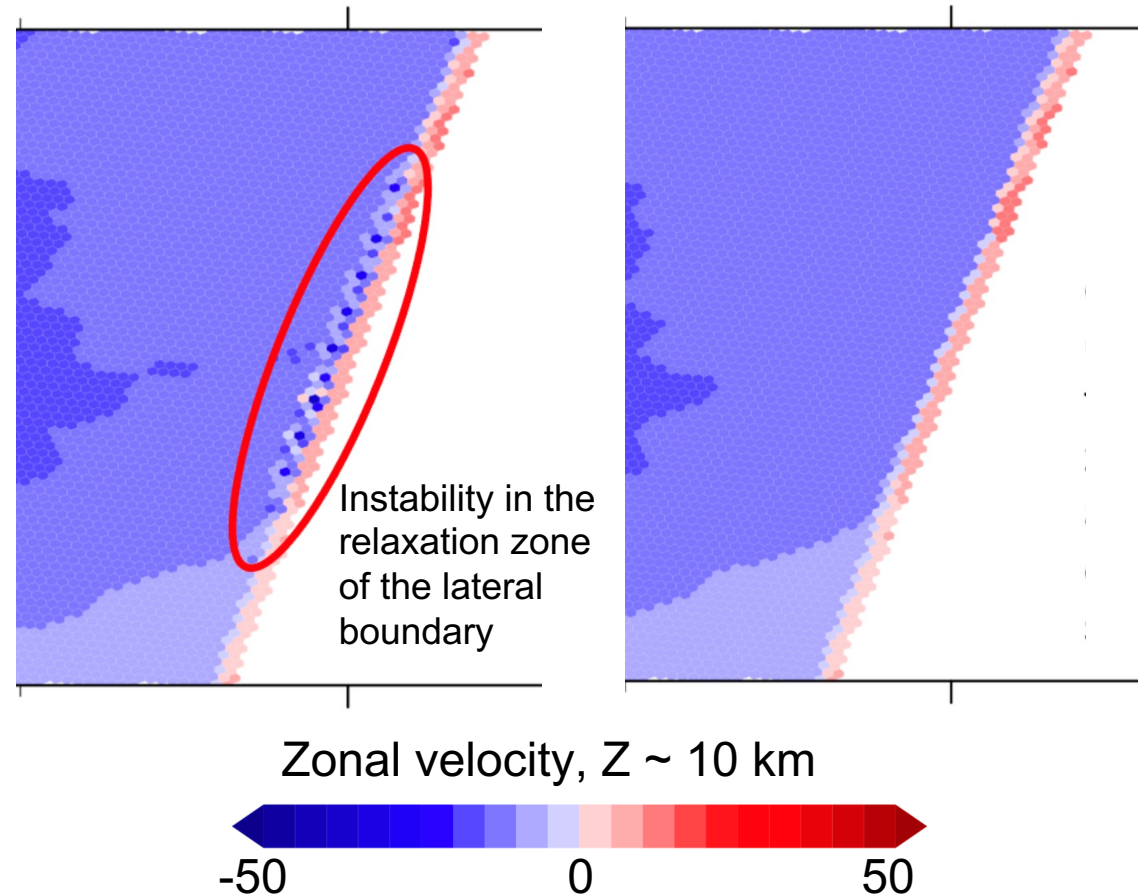 Instability in the
relaxation zone
of the lateral
boundary
Zonal velocity, Z ~ 10 km
-50 0 50